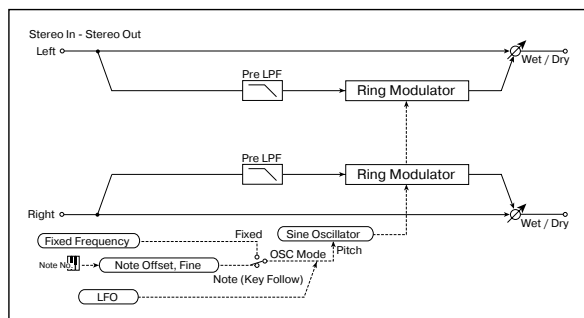 Stereo In - Stereo Out
Left
Wet / Dry
Pre LPF
Ring Modulator
Pre LPF
Ring Modulator
Right
Wet / Dry
Fixed Frequency
Fixed
Sine Oscillator
OSC Mode
Pitch
Note No.
Note Offset, Fine
Note (Key Follow)
LFO